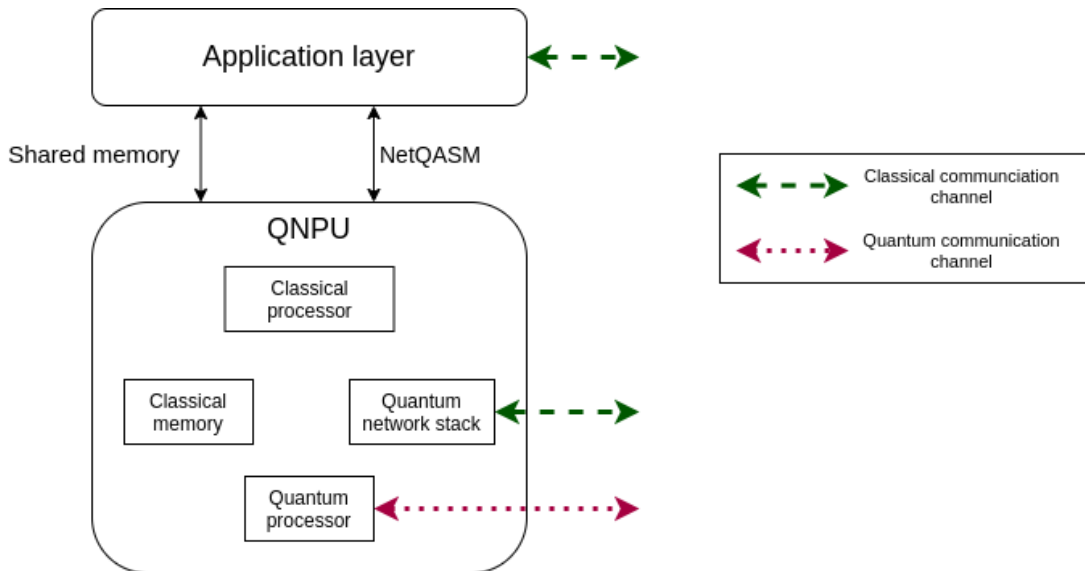 Application layer
Shared memory
NetQASM
QNPU
Classical
processor
Classical
memory
Quantum
network stack
Quantum
processor
Classical communciation
channel
Quantum communication
channel